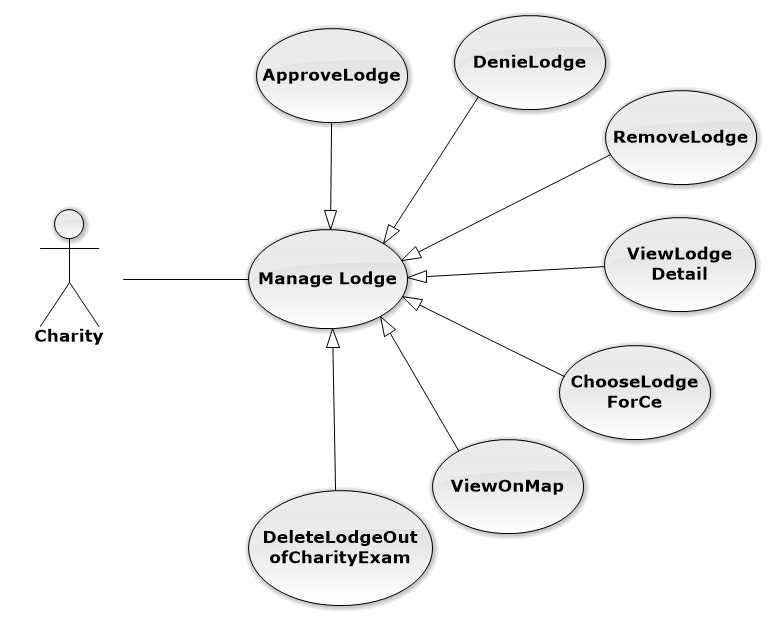 ApproveLodge
DenieLodge
RemoveLodge
ViewLodge
Detail
Manage Lodge
Charity
ChooseLodge
ForCe
ViewOnMap
DeleteLodgeOut
ofCharityExam